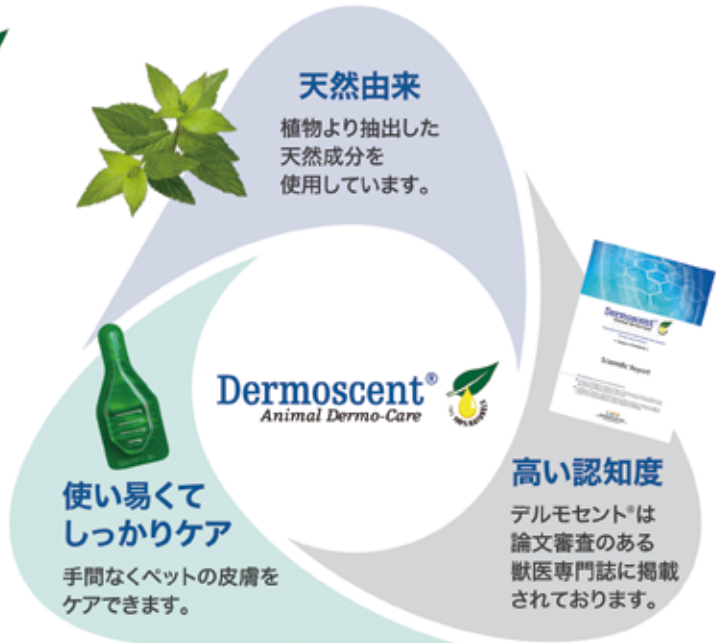 天然由来
植物より抽出した
天然成分を
使用しています。
Dermoscent®
Animal Dermo-Care
Dermoscent
Animal Dermo-Care
Scientific Report
使い易くて
しっかりケア
手間なくペットの皮膚を
ケアできます。
高い認知度
デルモセント®は
論文審査のある
獣医専門誌に掲載
されております。